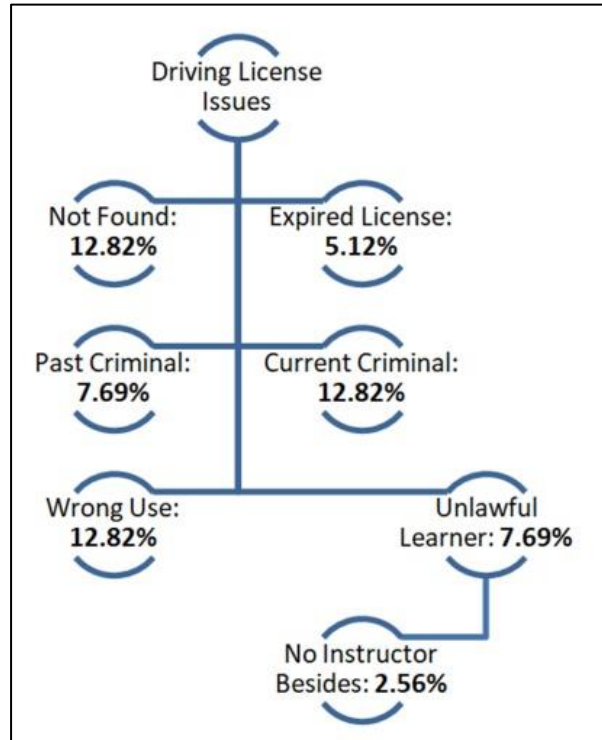 Driving License
Issues
Not Found:
12.82%
Expired License:
5.12%
Past Criminal:
7.69%
Current Criminal:
12.82%
Wrong Use:
12.82%
Unlawful
Learner: 7.69%
No Instructor
Besides: 2.56%